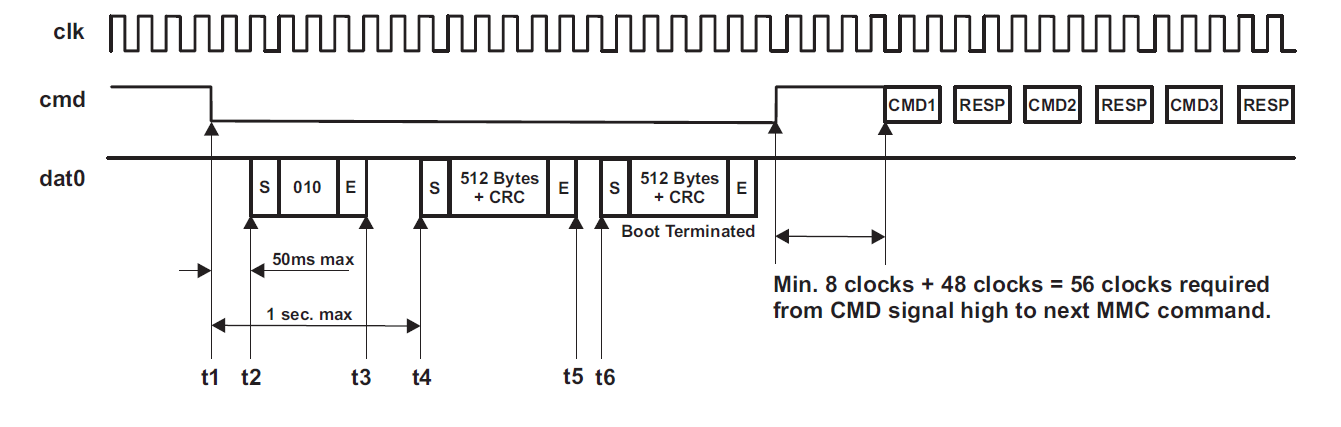 clk
cmd
CMD1 RESP CMD2 RESP CMD3 RESP
dat0
S 010 E S 512 Bytes + CRC E S 512 Bytes + CRC E
Boot Terminated
50ms max
1 sec. max
Min. 8 clocks + 48 clocks = 56 clocks required
from CMD signal high to next MMC command.
t1 t2 t3 t4 t5 t6